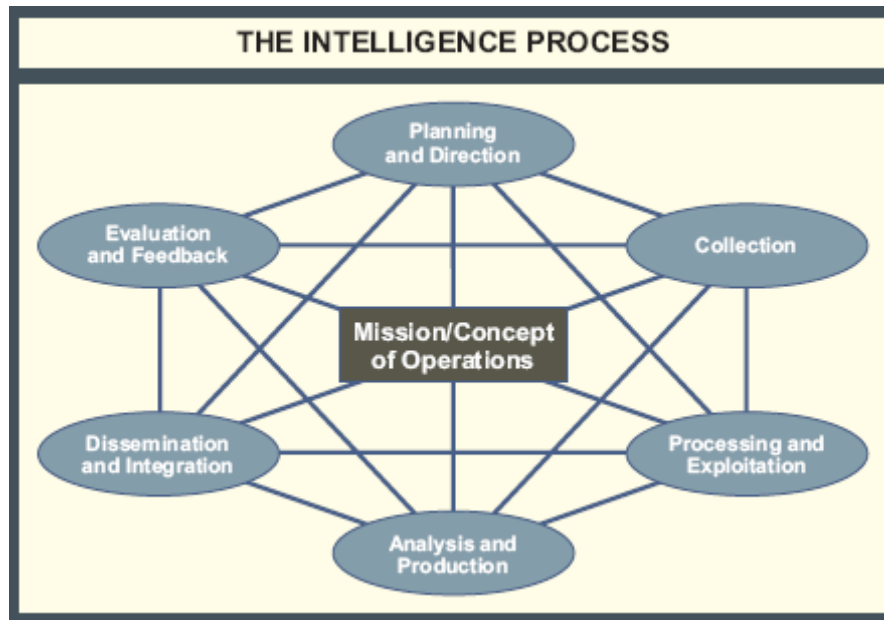 THE INTELLIGENCE PROCESS
Planning
and Direction
Evaluation
and Feedback
Collection
Mission/Concept
of Operations
Dissemination
and Integration
Processing and
Exploitation
Analysis and
Production